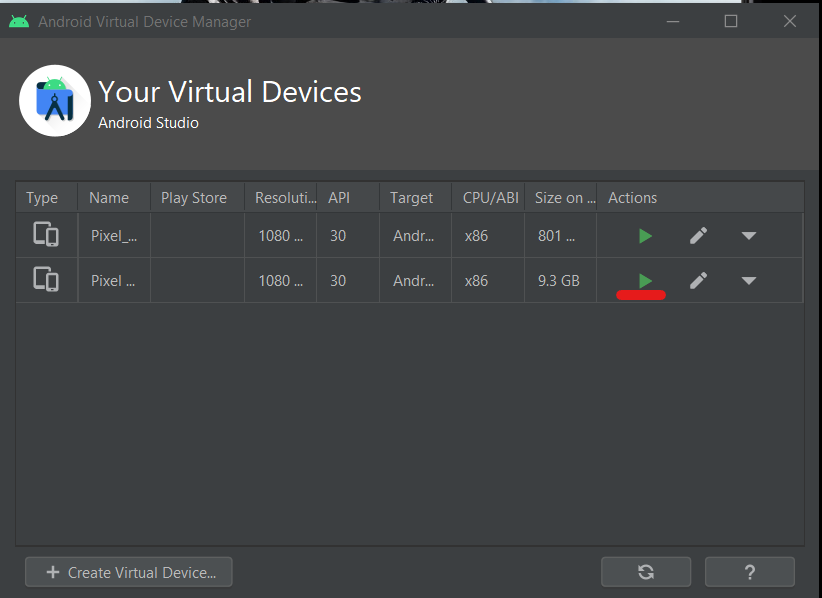 Android Virtual Device Manager
Your Virtual Devices
Android Studio
Type Name Play Store Resoluti... API Target CPU/ABI Size on ... Actions
Pixel_... 1080 ... 30 Andr... x86 801 ...
Pixel ... 1080 ... 30 Andr... x86 9.3 GB
+ Create Virtual Device... ?